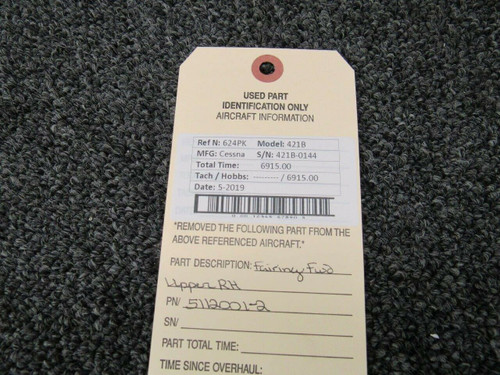 USED PART
IDENTIFICATION ONLY
AIRCRAFT INFORMATION
Ref N: 624PK Model: 421B
MFG: Cessna S/N: 421B-0144
Total Time: 6915.00
Tach / Hobbs: ---------- / 6915.00
Date: 5-2019
*REMOVED THE FOLLOWING PART FROM THE
ABOVE REFERENCED AIRCRAFT.*
PART DESCRIPTION: Fairing Fwd
Upper RH
PN/ 5112001-2
SN/
PART TOTAL TIME:
TIME SINCE OVERHAUL: